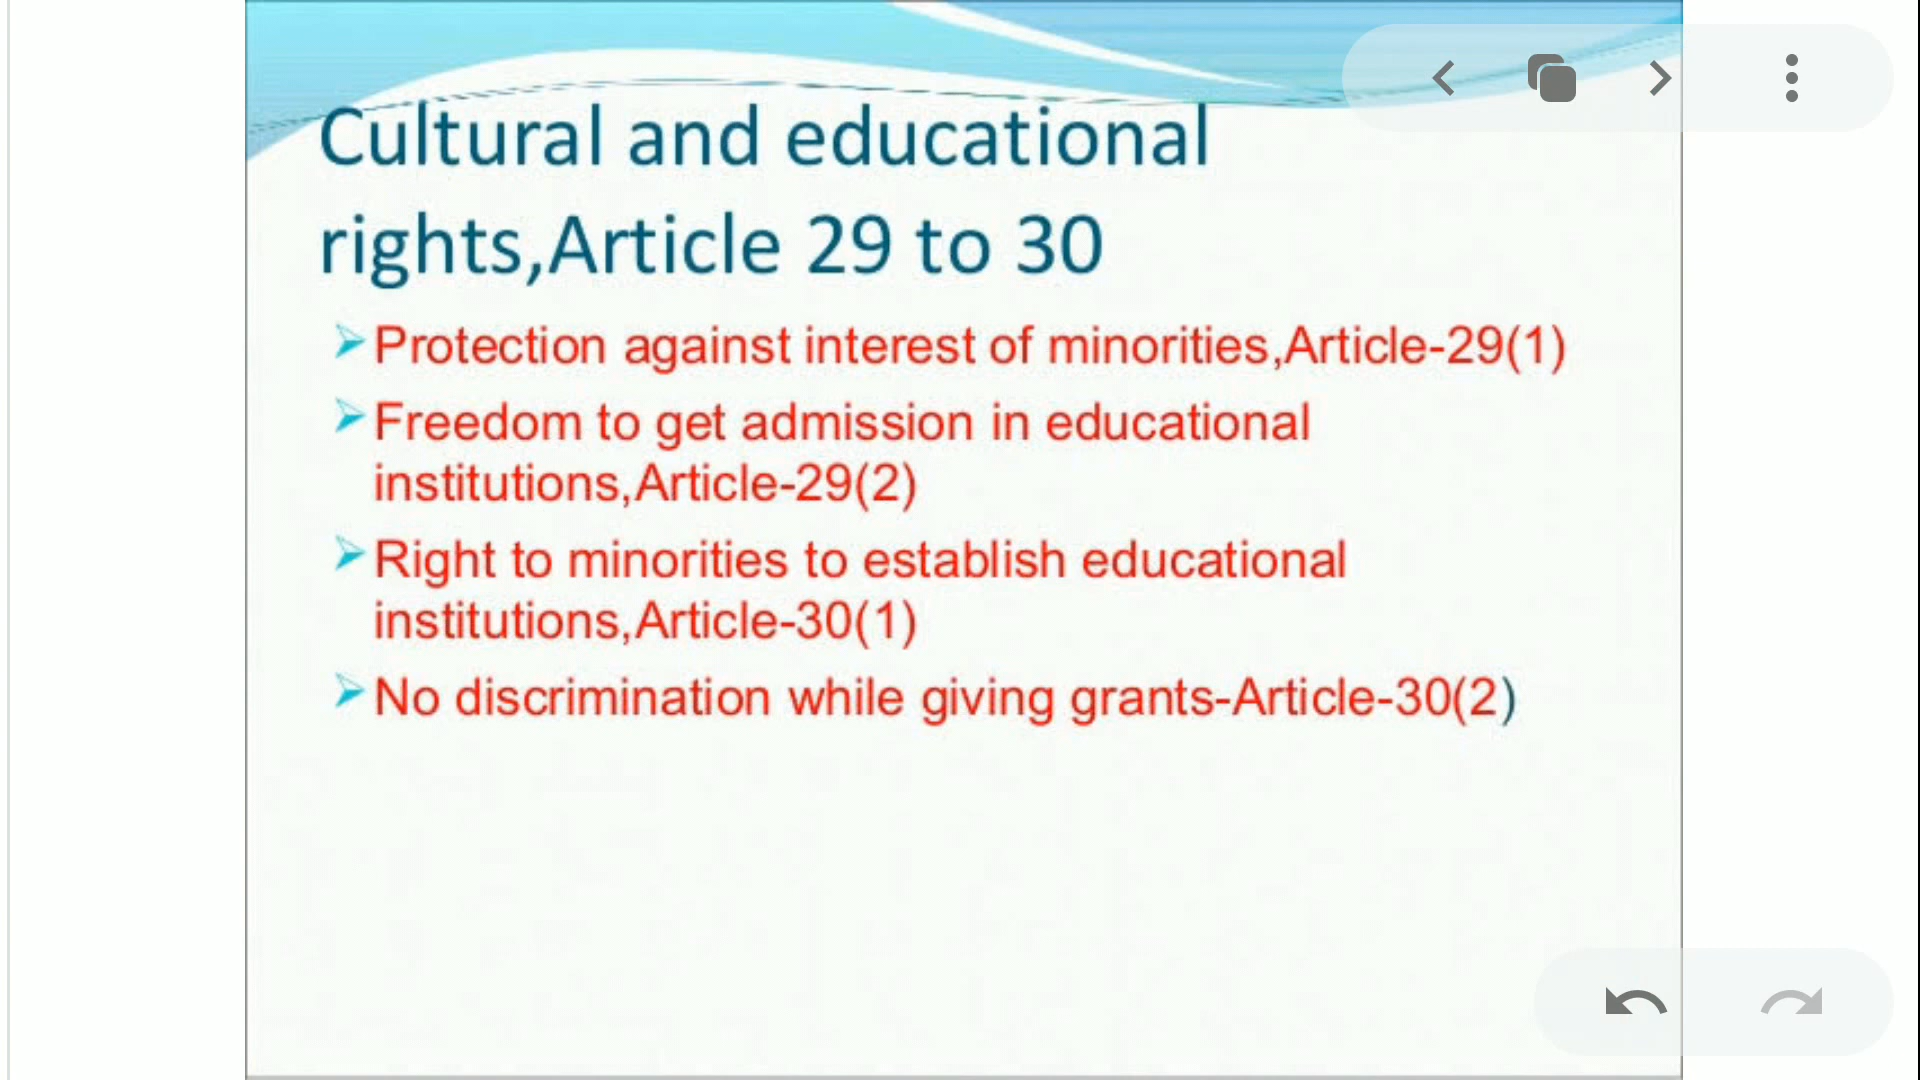 Cultural and educational
rights,Article 29 to 30
Protection against interest of minorities,Article-29(1)
Freedom to get admission in educational
institutions,Article-29(2)
Right to minorities to establish educational
institutions,Article-30(1)
No discrimination while giving grants-Article-30(2)